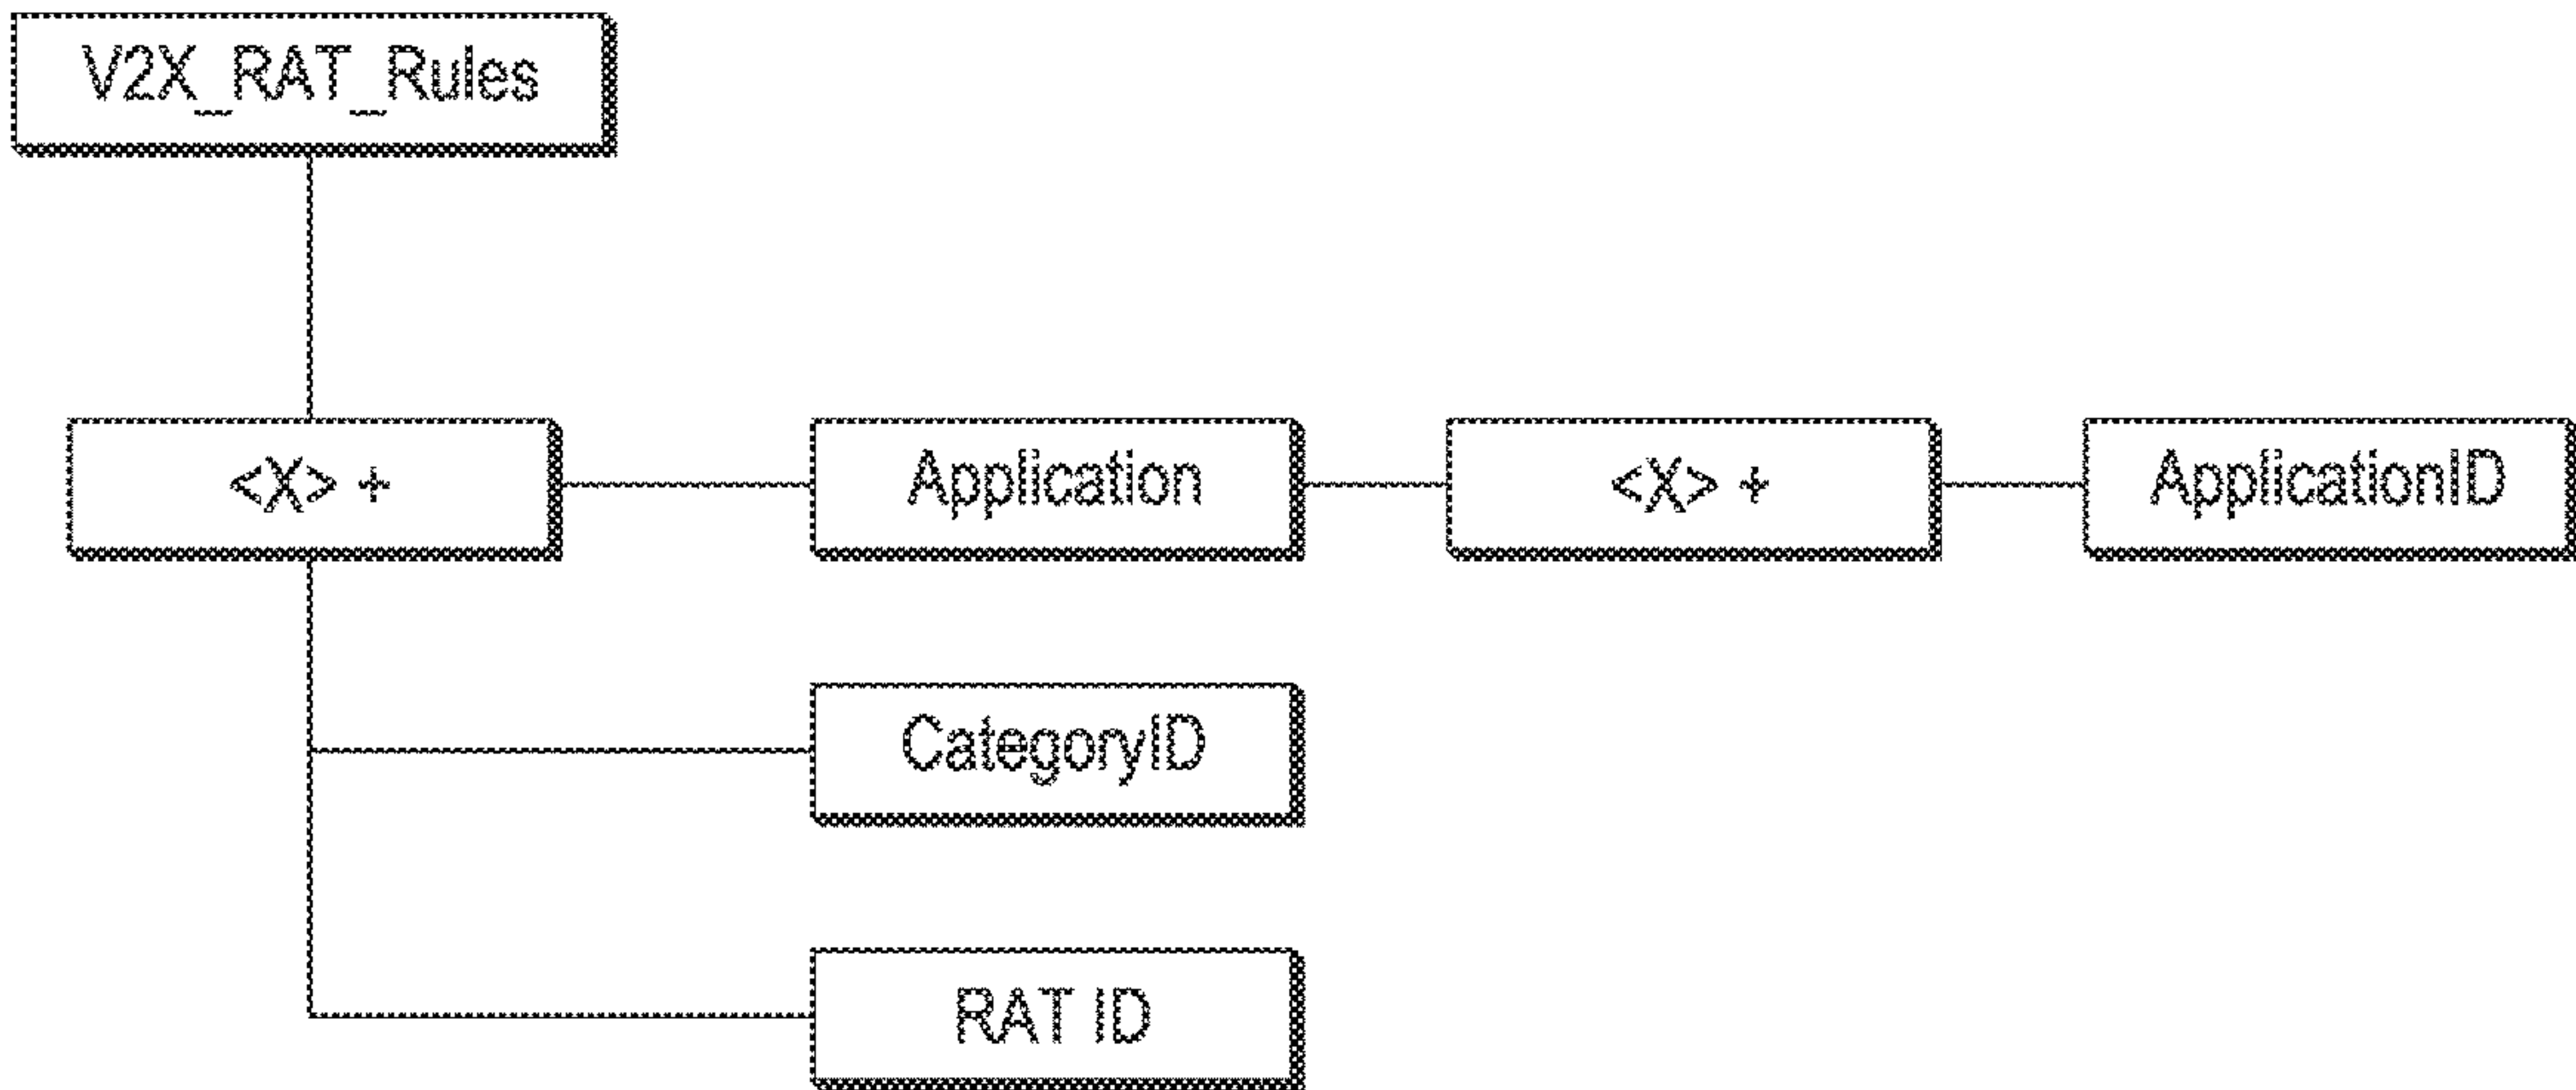 V2X_RAT_Rules
<X> +
Application
<X> +
ApplicationID
CategoryID
RAT ID